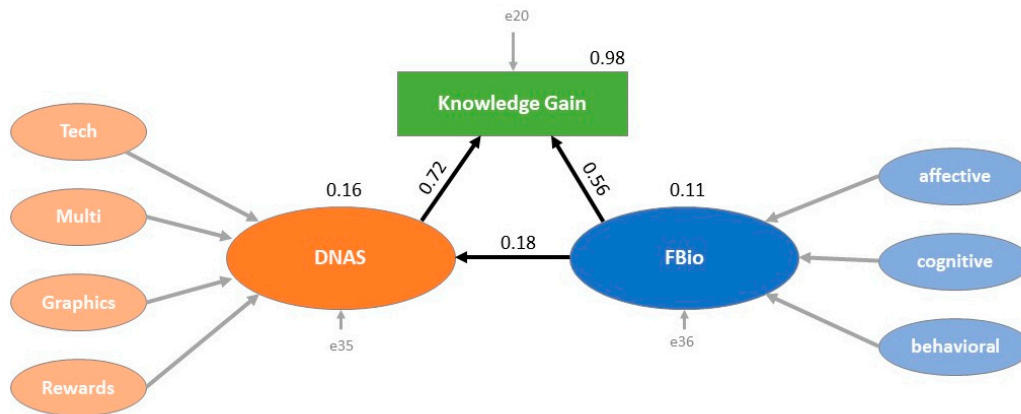 e20
0.98
Knowledge Gain
Tech
Multi
Graphics
Rewards
0.72
0.56
0.16
DNAS
0.18
0.11
FBio
e35
e36
affective
cognitive
behavioral